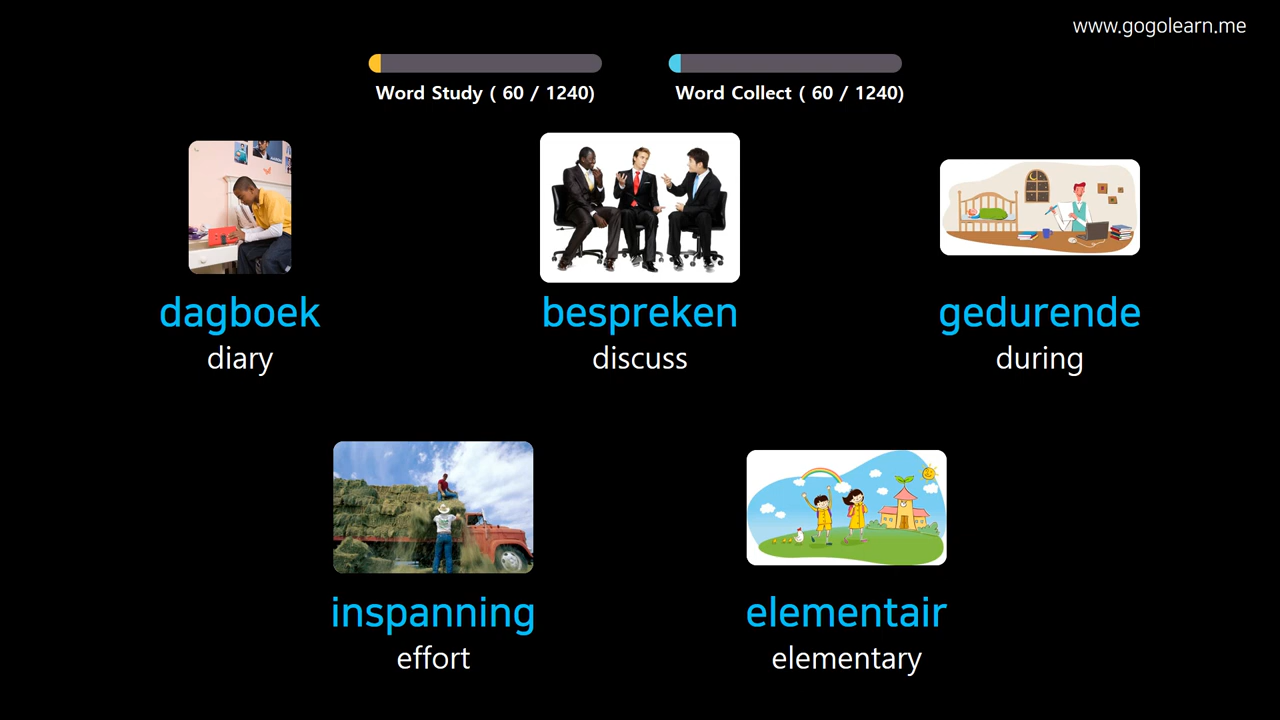 www.gogolearn.me
Word Study ( 60 / 1240)
Word Collect ( 60 / 1240)
dagboek
diary
bespreken
discuss
gedurende
during
inspanning
effort
elementair
elementary